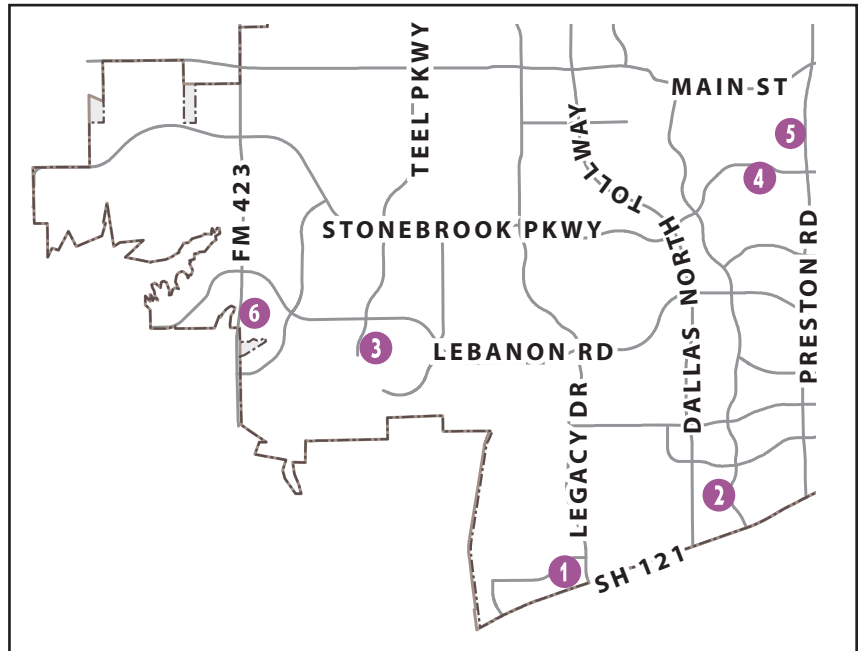 TEEL PKWY
MAIN ST
5
4
DALLAS NORTH TOLLWAY
FM 423
STONEBROOK PKWY
PRESTON RD
6
3
LEBANON RD
LEGACY DR
2
1
SH 121